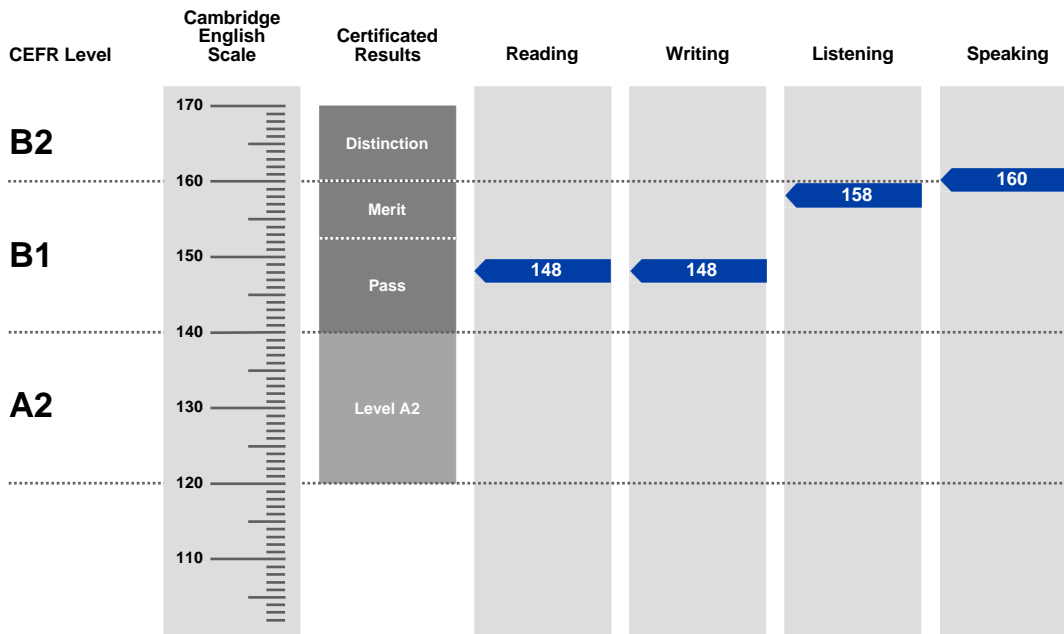 CEFR Level
Cambridge
English
Scale
Certificated
Results
Reading
Writing
Listening
Speaking
170
B2
Distinction
160
160
Merit
158
B1
150
148
148
Pass
140
A2
130
Level A2
120
110